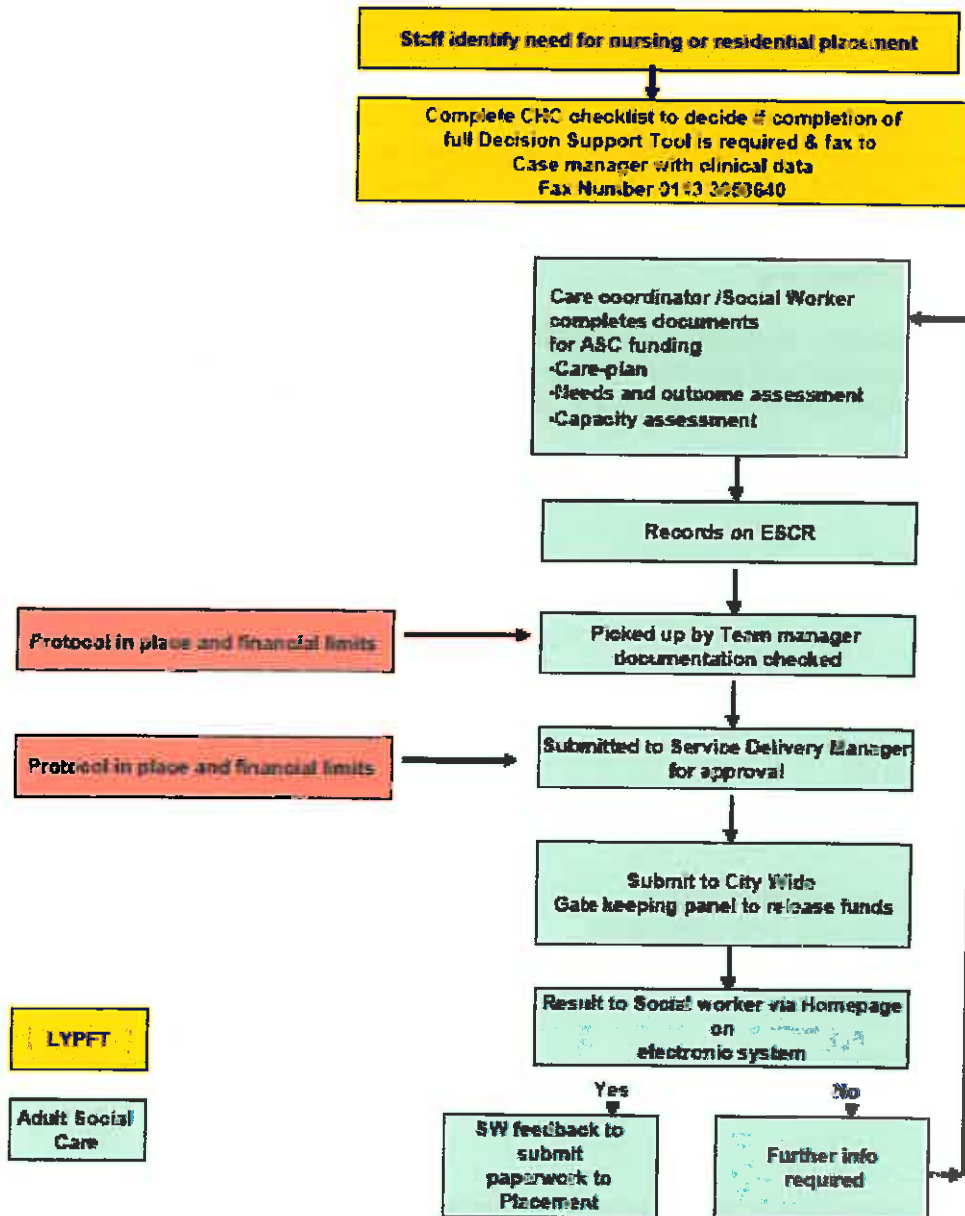 Staff identify need for nursing or residential placement
Complete CHC checklist to decide if completion of
full Decision Support Tool is required & fax to
Case manager with clinical data
Fax Number 0113
Care coordinator /Social Worker
completes documents
for ASC funding
-Care-plan
-Needs and outcome assessment
-Capacity assessment
Records on ESCR
Protocol in place and financial limits
Picked up by Team manager
documentation checked
Protocol in place and financial limits
Submitted to Service Delivery Manager
for approval
Submit to City Wide
Gate keeping panel to release funds
Result to Social worker via Homepage
on
electronic system
LYPFT
Adult Social
Care
Yes
No
SW feedback to
submit
paperwork to
Placement
Further info
required